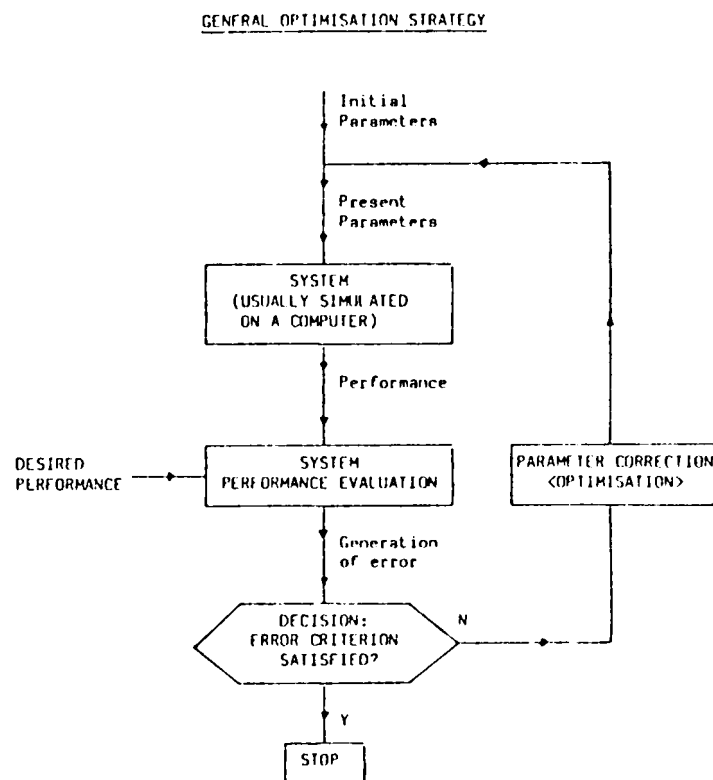 GENERAL OPTIMISATION STRATEGY
Initial
Parameters
Present
Parameters
SYSTEM
(USUALLY SIMULATED
ON A COMPUTER)
Performance
DESIRED
PERFORMANCE
SYSTEM
PERFORMANCE EVALUATION
PARAMETER CORRECTION
<OPTIMISATION>
Generation
of error
DECISION:
ERROR CRITERION
SATISFIED?
N
Y
STOP